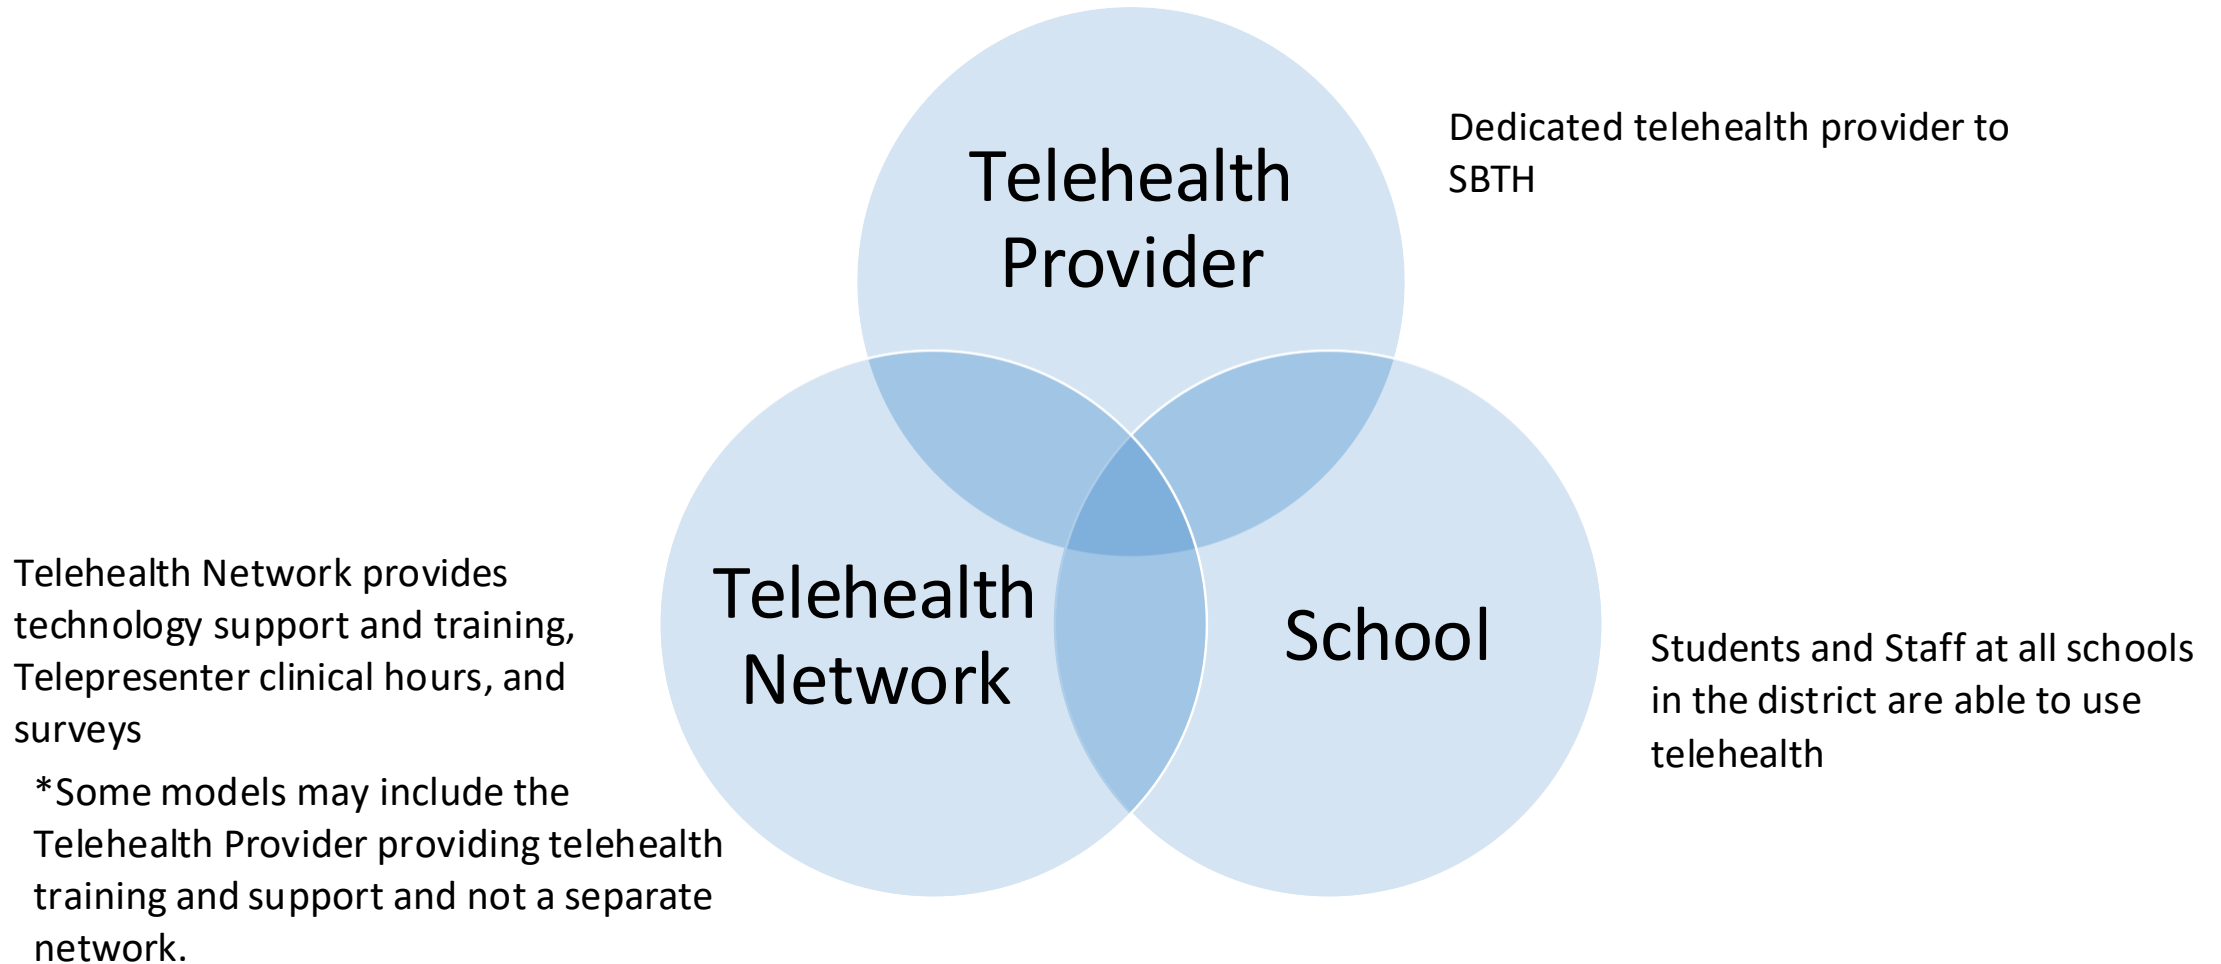 Telehealth
Provider
Dedicated telehealth provider to
SBTH
Telehealth
Network
School
Telehealth Network provides
technology support and training,
Telepresenter clinical hours, and
surveys
*Some models may include the
Telehealth Provider providing telehealth
training and support and not a separate
network.
Students and Staff at all schools
in the district are able to use
telehealth